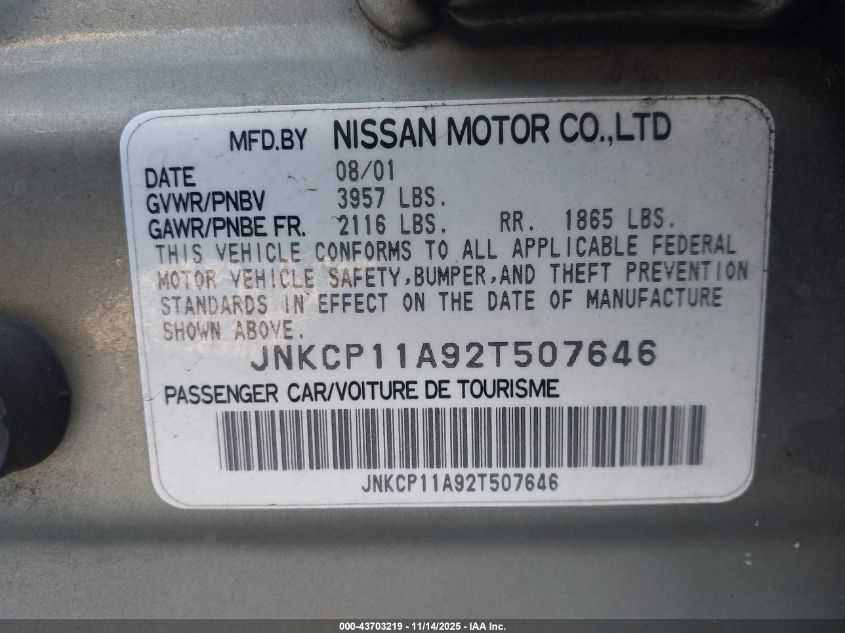 MFD.BY NISSAN MOTOR CO.,LTD
DATE 08/01
GVWR/PNBV 3957 LBS.
GAWR/PNBE FR. 2116 LBS. RR. 1865 LBS.
THIS VEHICLE CONFORMS TO ALL APPLICABLE FEDERAL
MOTOR VEHICLE SAFETY,BUMPER,AND THEFT PREVENTION
STANDARDS IN EFFECT ON THE DATE OF MANUFACTURE
SHOWN ABOVE.
JNKCP11A92T507646
PASSENGER CAR/VOITURE DE TOURISME
JNKCP11A92T507646
000-43703219 - 11/14/2025 - IAA Inc.